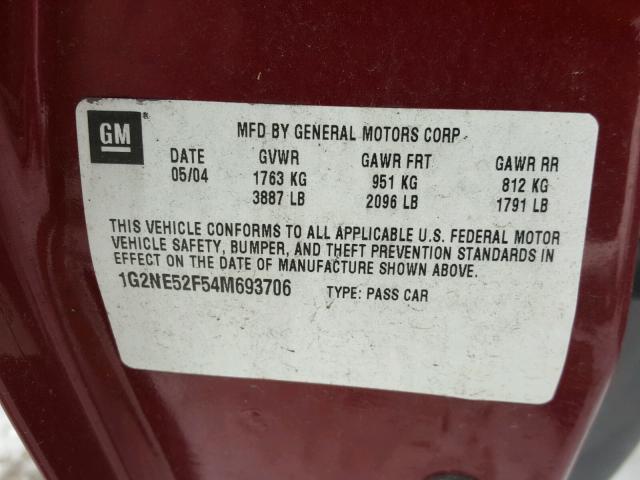 GM
MFD BY GENERAL MOTORS CORP
DATE GVWR GAWR FRT GAWR RR
05/04 1763 KG 951 KG 812 KG
3887 LB 2096 LB 1791 LB
THIS VEHICLE CONFORMS TO ALL APPLICABLE U.S. FEDERAL MOTOR
VEHICLE SAFETY, BUMPER, AND THEFT PREVENTION STANDARDS IN
EFFECT ON THE DATE OF MANUFACTURE SHOWN ABOVE.
1G2NE52F54M693706 TYPE: PASS CAR